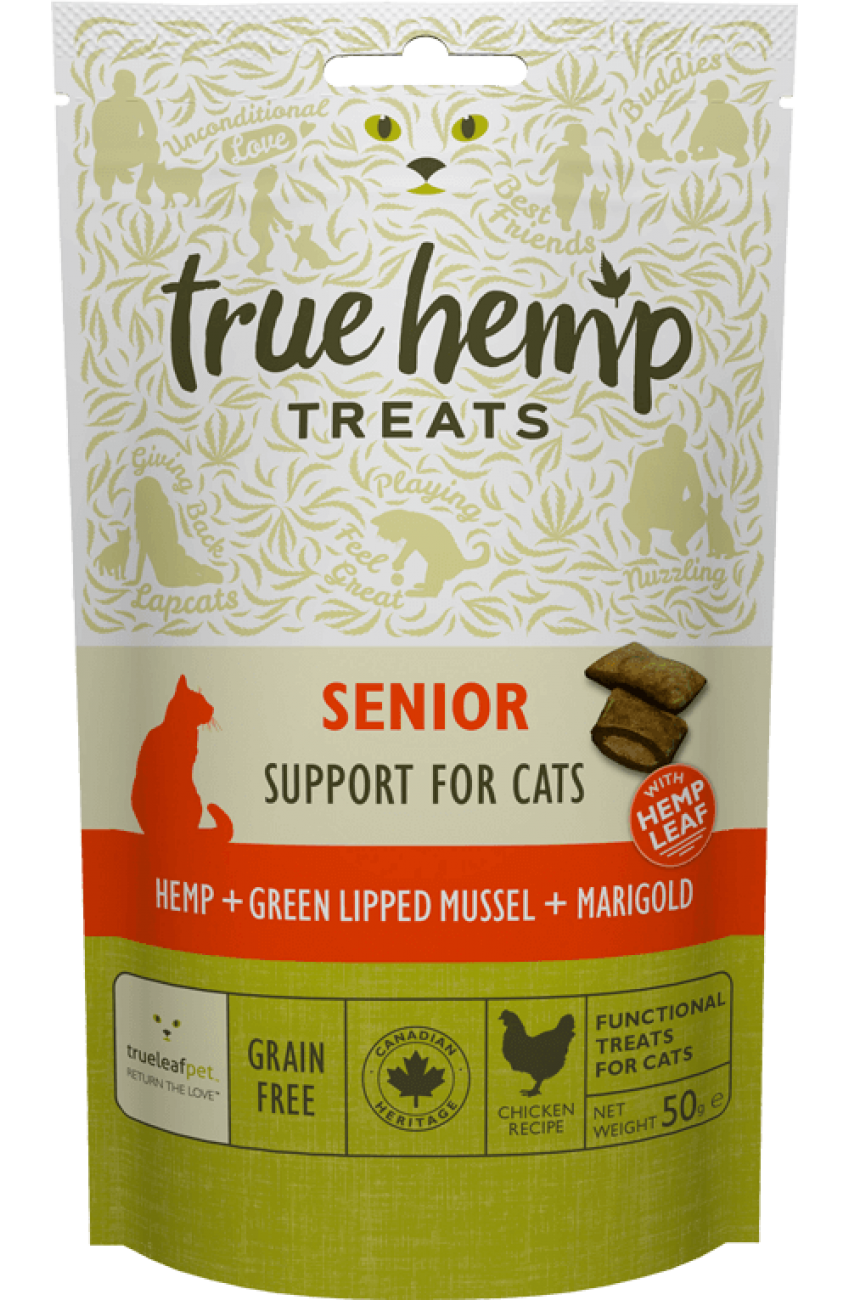 Unconditional
Love
Buddies
Best
Friends
true hemp™
TREATS
Giving Back
Lapcats
Playing
Feel
Great
Nuzzling
SENIOR
SUPPORT FOR CATS
WITH
HEMP
LEAF
HEMP + GREEN LIPPED MUSSEL + MARIGOLD
trueleafpet.
RETURN THE LOVE™
GRAIN
FREE
CANADIAN
HERITAGE
CHICKEN
RECIPE
FUNCTIONAL
TREATS
FOR CATS
NET
WEIGHT 50g ℮